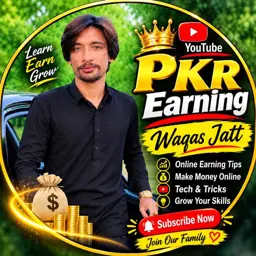 Learn
Earn
Grow
YouTube
PKR
Earning
Waqas Jatt
Online Earning Tips
Make Money Online
Tech & Tricks
Grow Your Skills
Subscribe Now
Join Our Family
$